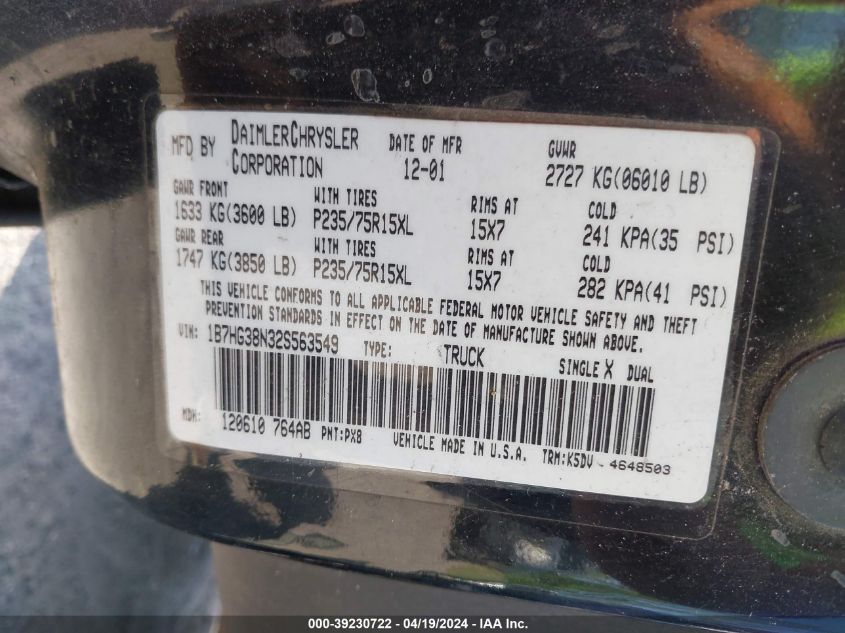 MFD BY DAIMLERCHRYSLER CORPORATION DATE OF MFR 12-01 GVWR 2727 KG(06010 LB)
GAWR FRONT WITH TIRES RIMS AT COLD
1633 KG(3600 LB) P235/75R15XL 15X7 241 KPA(35 PSI)
GAWR REAR WITH TIRES RIMS AT COLD
1747 KG(3850 LB) P235/75R15XL 15X7 282 KPA(41 PSI)
THIS VEHICLE CONFORMS TO ALL APPLICABLE FEDERAL MOTOR VEHICLE SAFETY AND THEFT
PREVENTION STANDARDS IN EFFECT ON THE DATE OF MANUFACTURE SHOWN ABOVE.
VIN: 1B7HG38N32S563549 TYPE: TRUCK SINGLE X DUAL
MDH: 120610 764AB PNT:PX8 VEHICLE MADE IN U.S.A. TRM:K5DV - 4648503
000-39230722 - 04/19/2024 - IAA Inc.